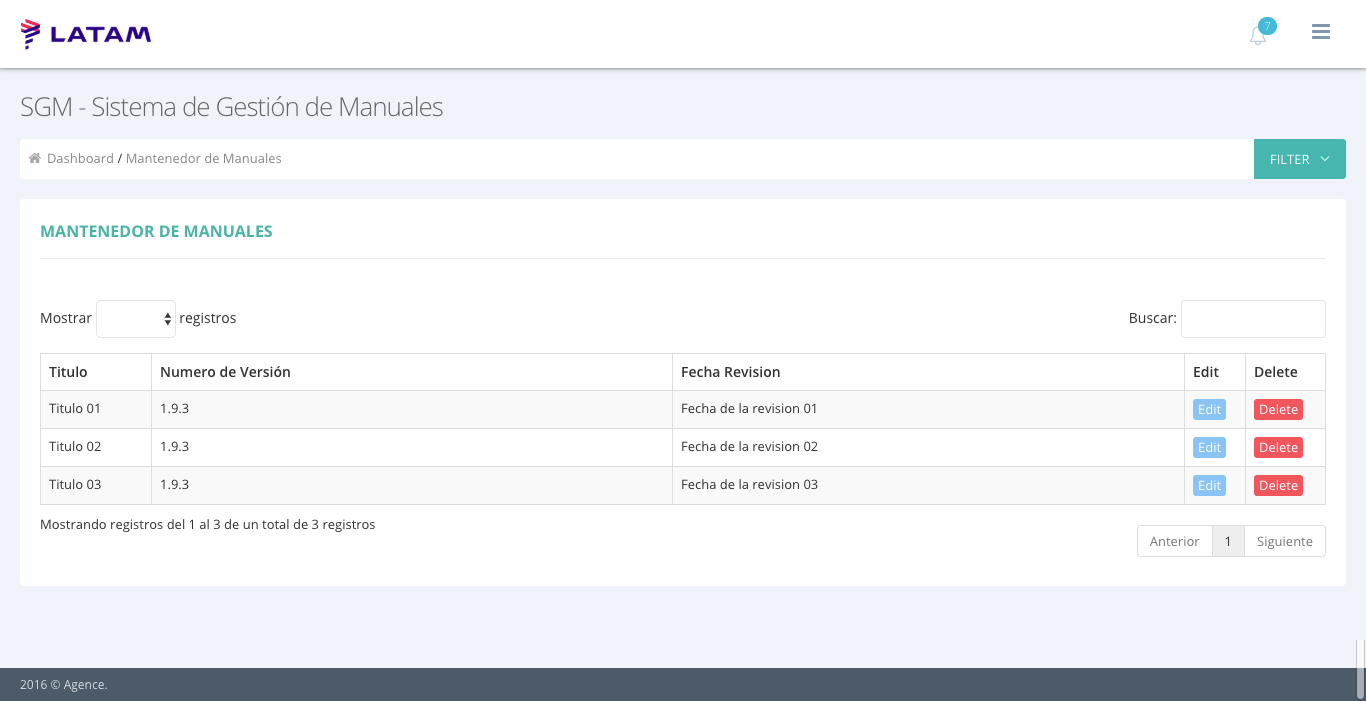 LATAM
7
SGM - Sistema de Gestión de Manuales
Dashboard / Mantenedor de Manuales
FILTER
MANTENEDOR DE MANUALES
Mostrar registros
Buscar:
Titulo Numero de Versión Fecha Revision Edit Delete
Titulo 01 1.9.3 Fecha de la revision 01 Edit Delete
Titulo 02 1.9.3 Fecha de la revision 02 Edit Delete
Titulo 03 1.9.3 Fecha de la revision 03 Edit Delete
Mostrando registros del 1 al 3 de un total de 3 registros
Anterior 1 Siguiente
2016 © Agence.